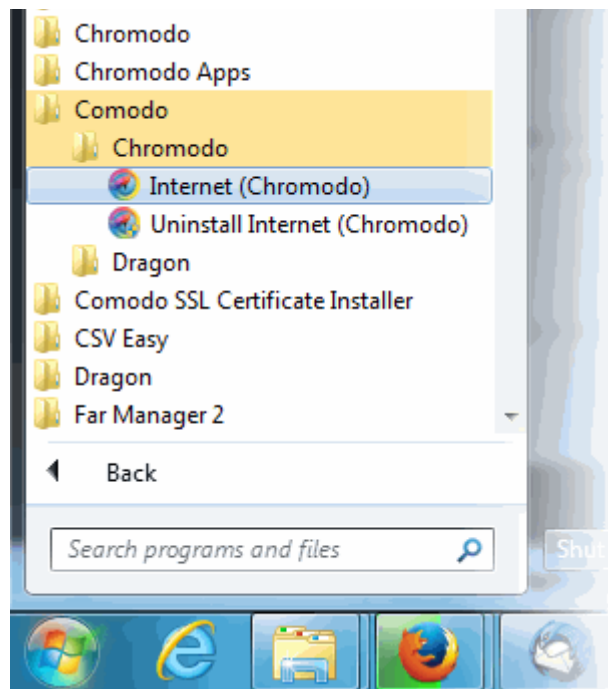 Chromodo
Chromodo Apps
Comodo
Chromodo
Internet (Chromodo)
Uninstall Internet (Chromodo)
Dragon
Comodo SSL Certificate Installer
CSV Easy
Dragon
Far Manager 2
Back
Search programs and files
Shut